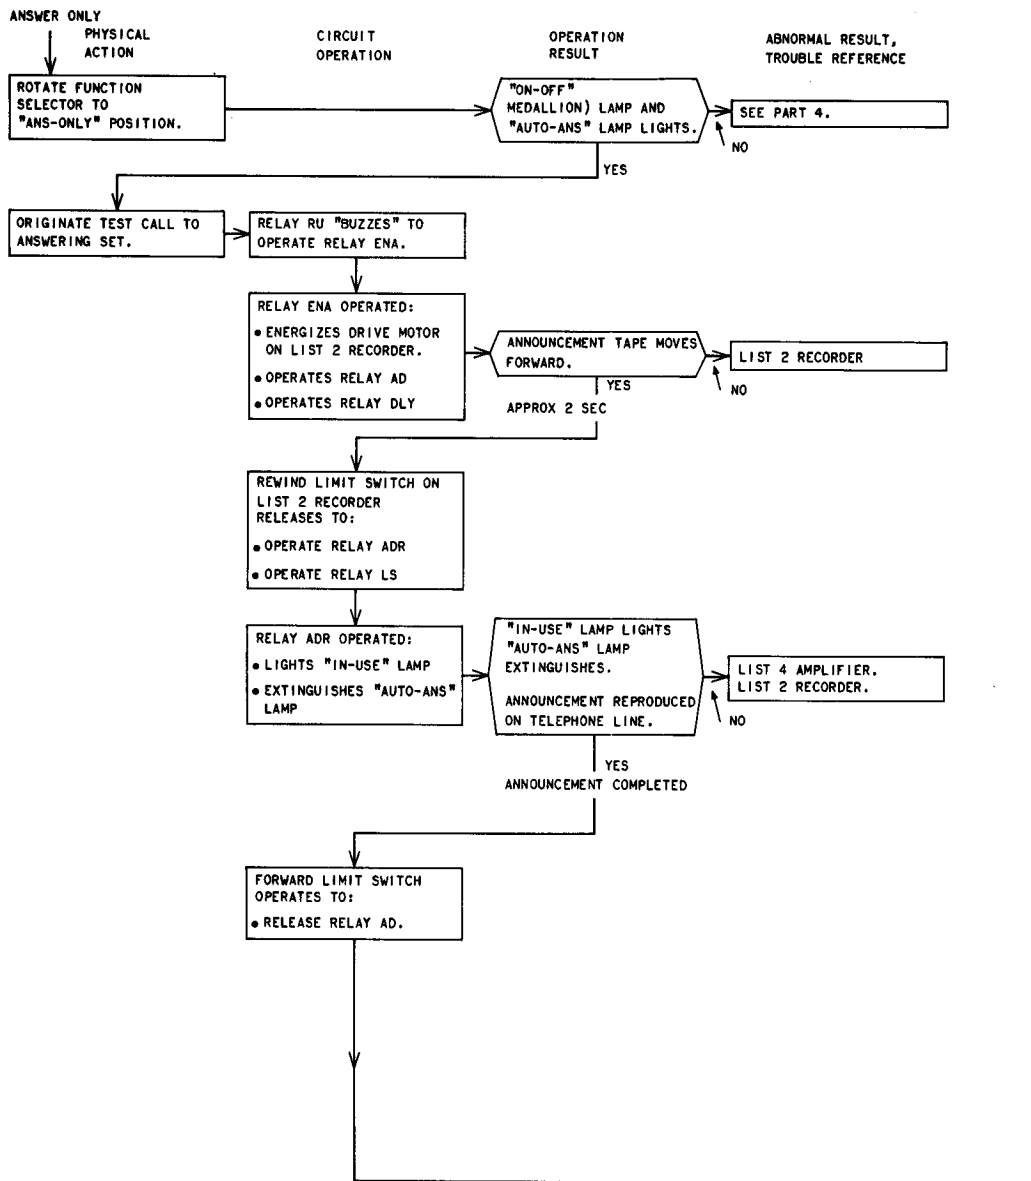 ANSWER ONLY
PHYSICAL
ACTION
CIRCUIT
OPERATION
OPERATION
RESULT
ABNORMAL RESULT,
TROUBLE REFERENCE
ROTATE FUNCTION
SELECTOR TO
"ANS-ONLY" POSITION.
"ON-OFF"
MEDALLION) LAMP AND
"AUTO-ANS" LAMP LIGHTS.
SEE PART 4.
NO
YES
ORIGINATE TEST CALL TO
ANSWERING SET.
RELAY RU "BUZZES" TO
OPERATE RELAY ENA.
RELAY ENA OPERATED:
• ENERGIZES DRIVE MOTOR
ON LIST 2 RECORDER.
• OPERATES RELAY AD
• OPERATES RELAY DLY
ANNOUNCEMENT TAPE MOVES
FORWARD.
LIST 2 RECORDER
NO
YES
APPROX 2 SEC
REWIND LIMIT SWITCH ON
LIST 2 RECORDER
RELEASES TO:
• OPERATE RELAY ADR
• OPERATE RELAY LS
RELAY ADR OPERATED:
• LIGHTS "IN-USE" LAMP
• EXTINGUISHES "AUTO-ANS"
LAMP
"IN-USE" LAMP LIGHTS
"AUTO-ANS" LAMP
EXTINGUISHES.
ANNOUNCEMENT REPRODUCED
ON TELEPHONE LINE.
LIST 4 AMPLIFIER.
LIST 2 RECORDER.
NO
YES
ANNOUNCEMENT COMPLETED
FORWARD LIMIT SWITCH
OPERATES TO:
• RELEASE RELAY AD.